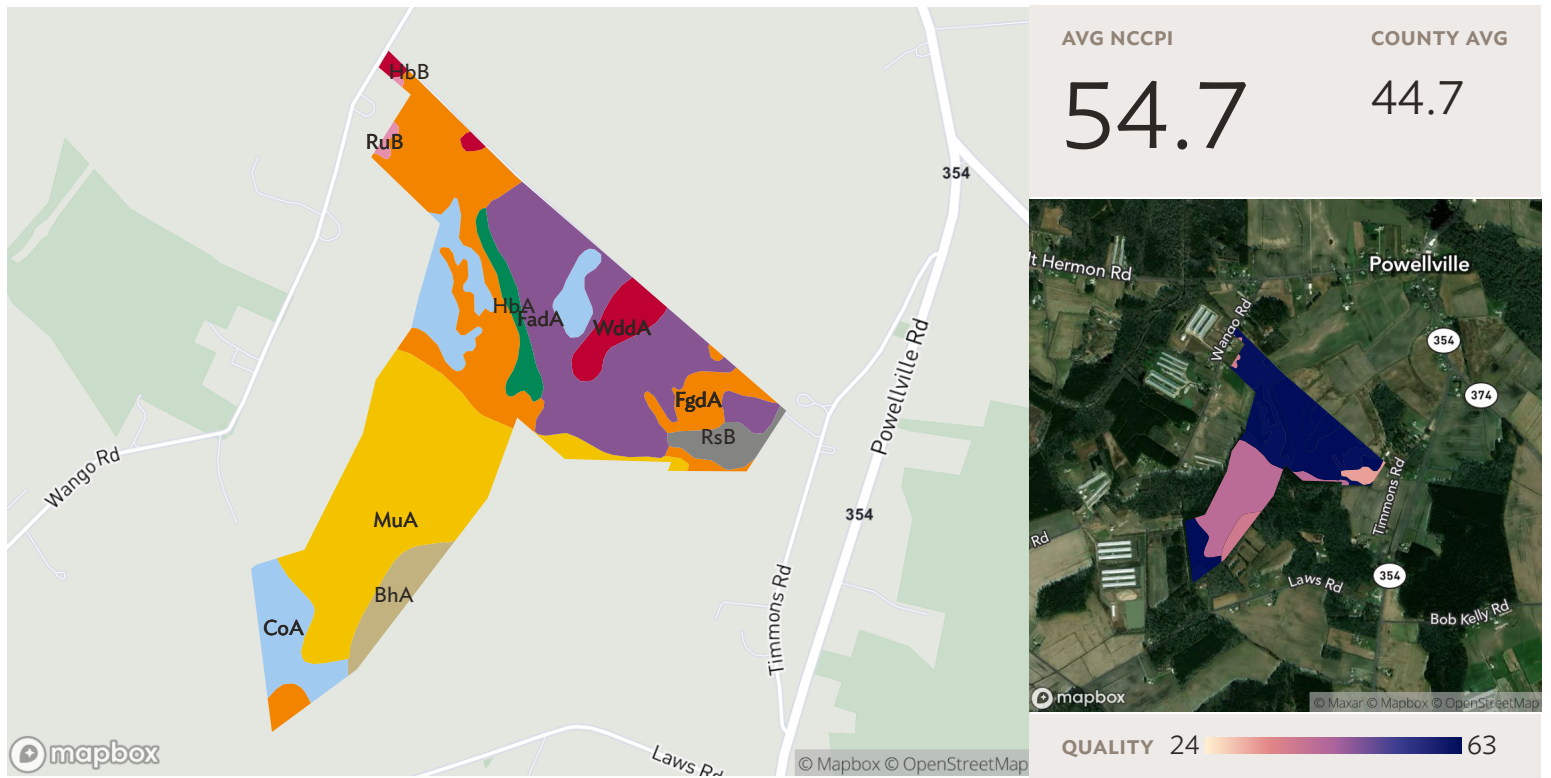 HbB
RuB
354
HbA
FadA
WddA
FgdA
RsB
Powellville Rd
Wango Rd
354
MuA
BhA
CoA
Timmons Rd
Laws Rd
mapbox
© Mapbox © OpenStreetMap
AVG NCCPI
COUNTY AVG
54.7
44.7
lt Hermon Rd
Powellville
Wango Rd
354
374
Timmons Rd
Rd
354
Laws Rd
Bob Kelly Rd
mapbox
© Maxar © Mapbox © OpenStreetMap
QUALITY 24 63